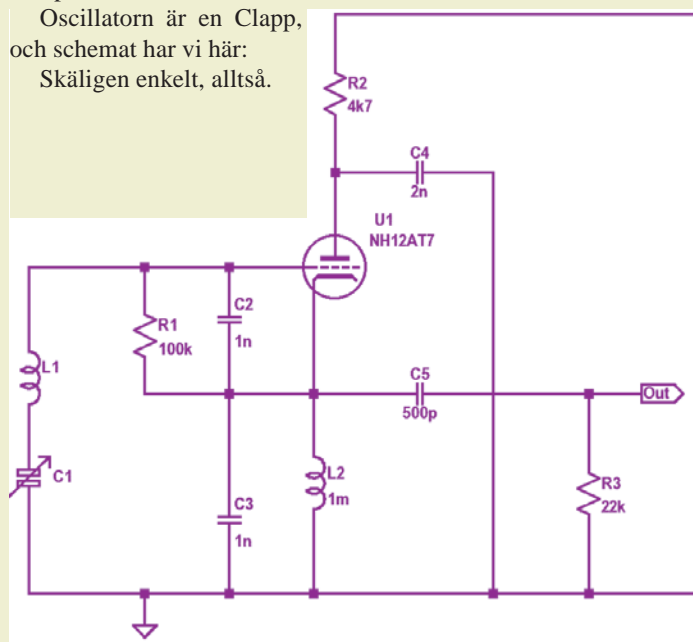 Oscillatorn är en Clapp,
och schemat har vi här:
Skäligen enkelt, alltså.
R2
4k7
C4
2n
U1
NH12AT7
C2
1n
R1
100k
L1
C5
500p
Out
C1
L2
1m
R3
22k
C3
1n